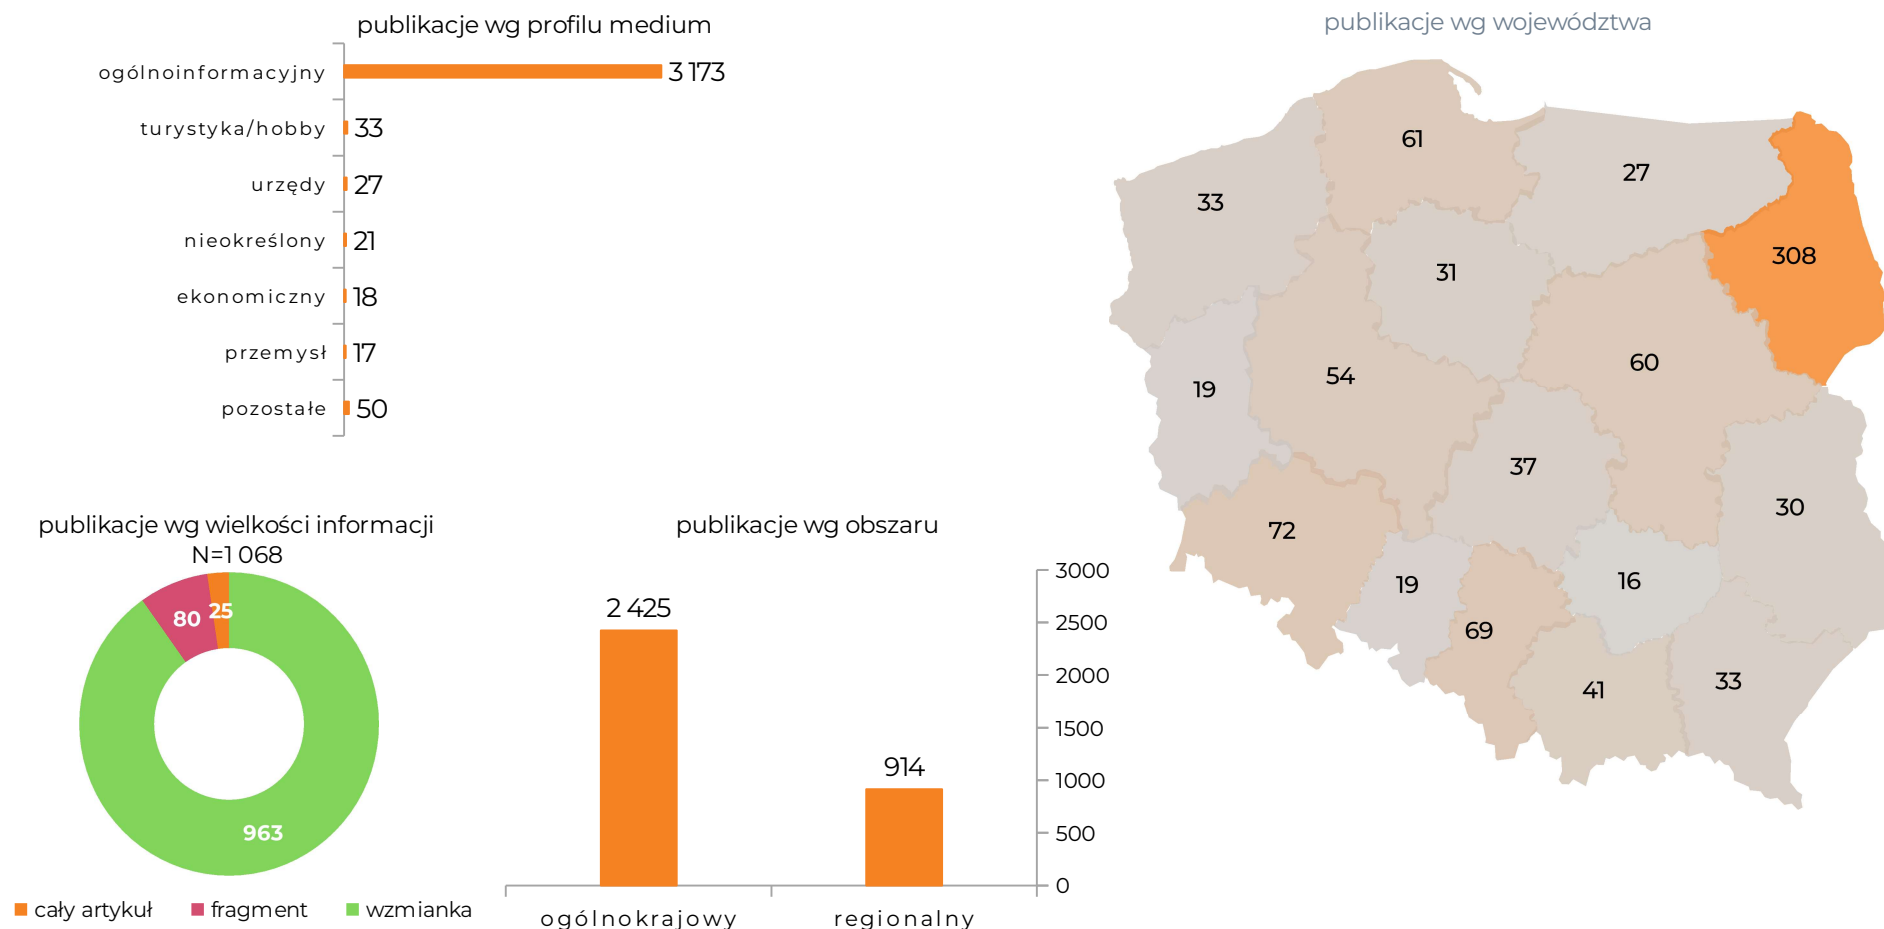 publikacje wg profilu medium
ogólnoinformacyjny 3 173
turystyka/hobby 33
urzędy 27
nieokreślony 21
ekonomiczny 18
przemysł 17
pozostałe 50
publikacje wg wielkości informacji
N=1 068
80 25
963
cały artykuł fragment wzmianka
publikacje wg obszaru
3000
2 425
2500
2000
1500
914
1000
500
0
ogólnokrajowy regionalny
publikacje wg województwa
61
27
33
308
31
60
54
19
37
30
72
16
19
69
33
41